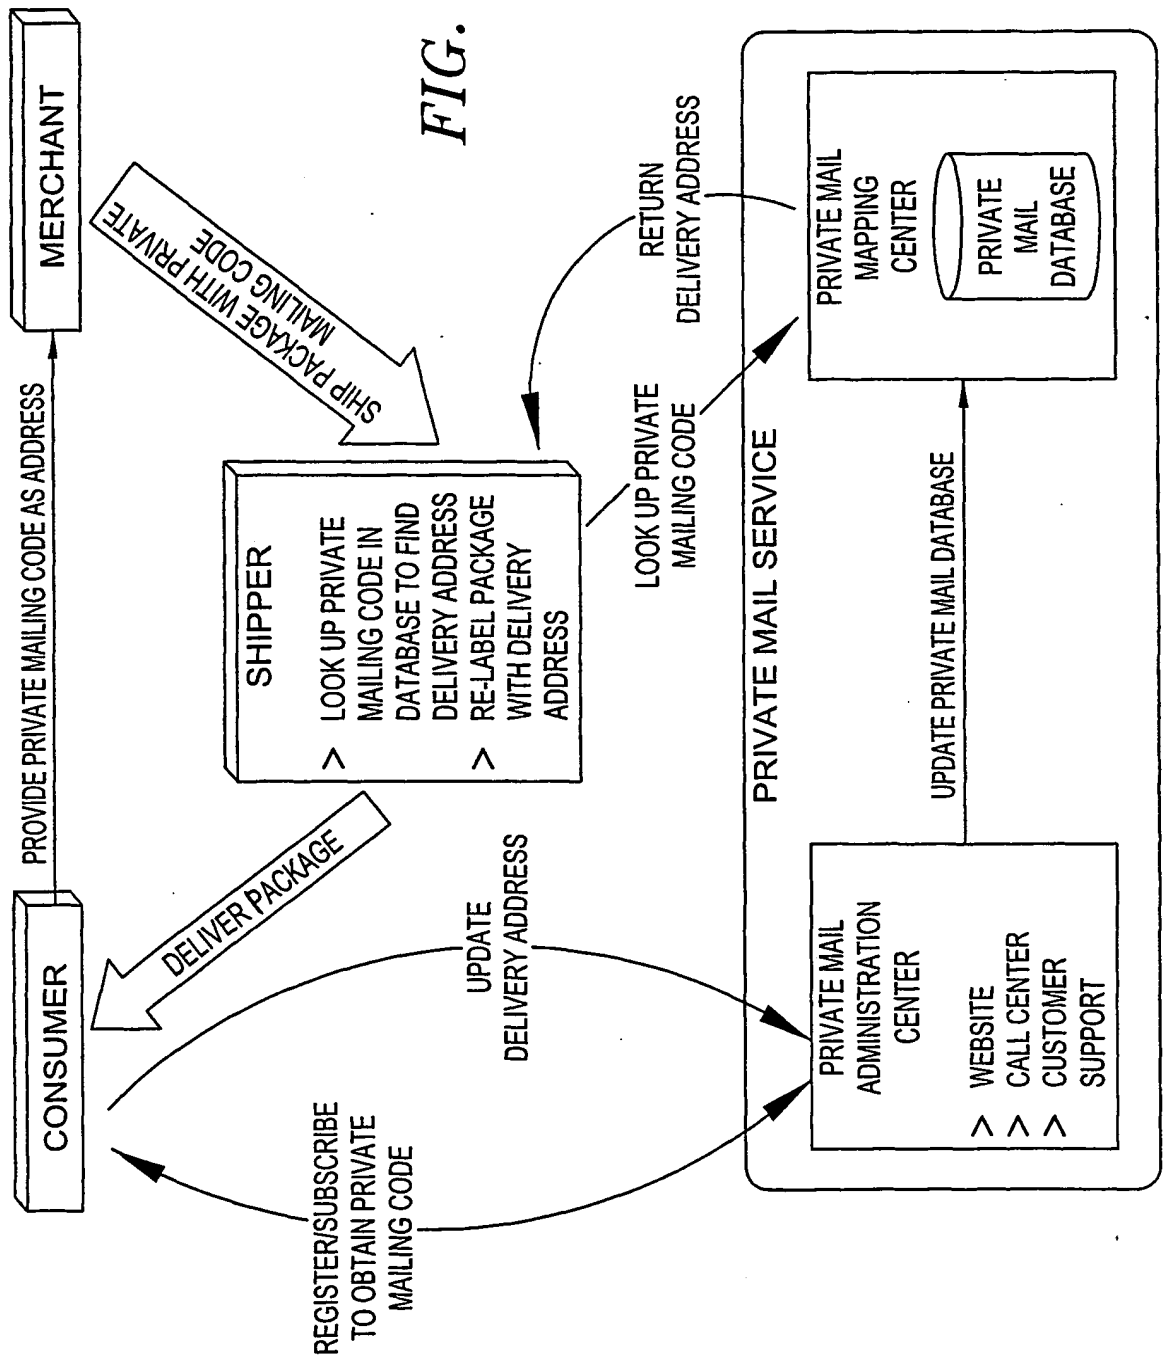 CONSUMER
PROVIDE PRIVATE MAILING CODE AS ADDRESS
MERCHANT
SHIP PACKAGE WITH PRIVATE
MAILING CODE
FIG.
DELIVER PACKAGE
SHIPPER
> LOOK UP PRIVATE
MAILING CODE IN
DATABASE TO FIND
DELIVERY ADDRESS
> RE-LABEL PACKAGE
WITH DELIVERY
ADDRESS
REGISTER/SUBSCRIBE
TO OBTAIN PRIVATE
MAILING CODE
UPDATE
DELIVERY ADDRESS
LOOK UP PRIVATE
MAILING CODE
RETURN
DELIVERY ADDRESS
PRIVATE MAIL SERVICE
PRIVATE MAIL
ADMINISTRATION
CENTER
> WEBSITE
> CALL CENTER
> CUSTOMER
SUPPORT
UPDATE PRIVATE MAIL DATABASE
PRIVATE MAIL
MAPPING
CENTER
PRIVATE
MAIL
DATABASE